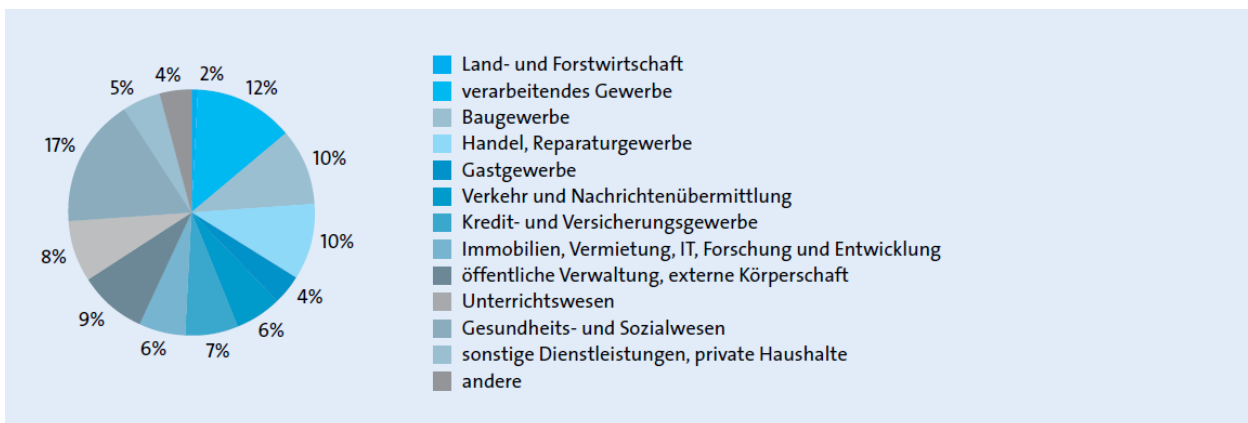 2%
12%
10%
10%
4%
6%
7%
6%
9%
8%
17%
5%
4%
Land- und Forstwirtschaft
verarbeitendes Gewerbe
Baugewerbe
Handel, Reparaturgewerbe
Gastgewerbe
Verkehr und Nachrichtenübermittlung
Kredit- und Versicherungsgewerbe
Immobilien, Vermietung, IT, Forschung und Entwicklung
öffentliche Verwaltung, externe Körperschaft
Unterrichtswesen
Gesundheits- und Sozialwesen
sonstige Dienstleistungen, private Haushalte
andere